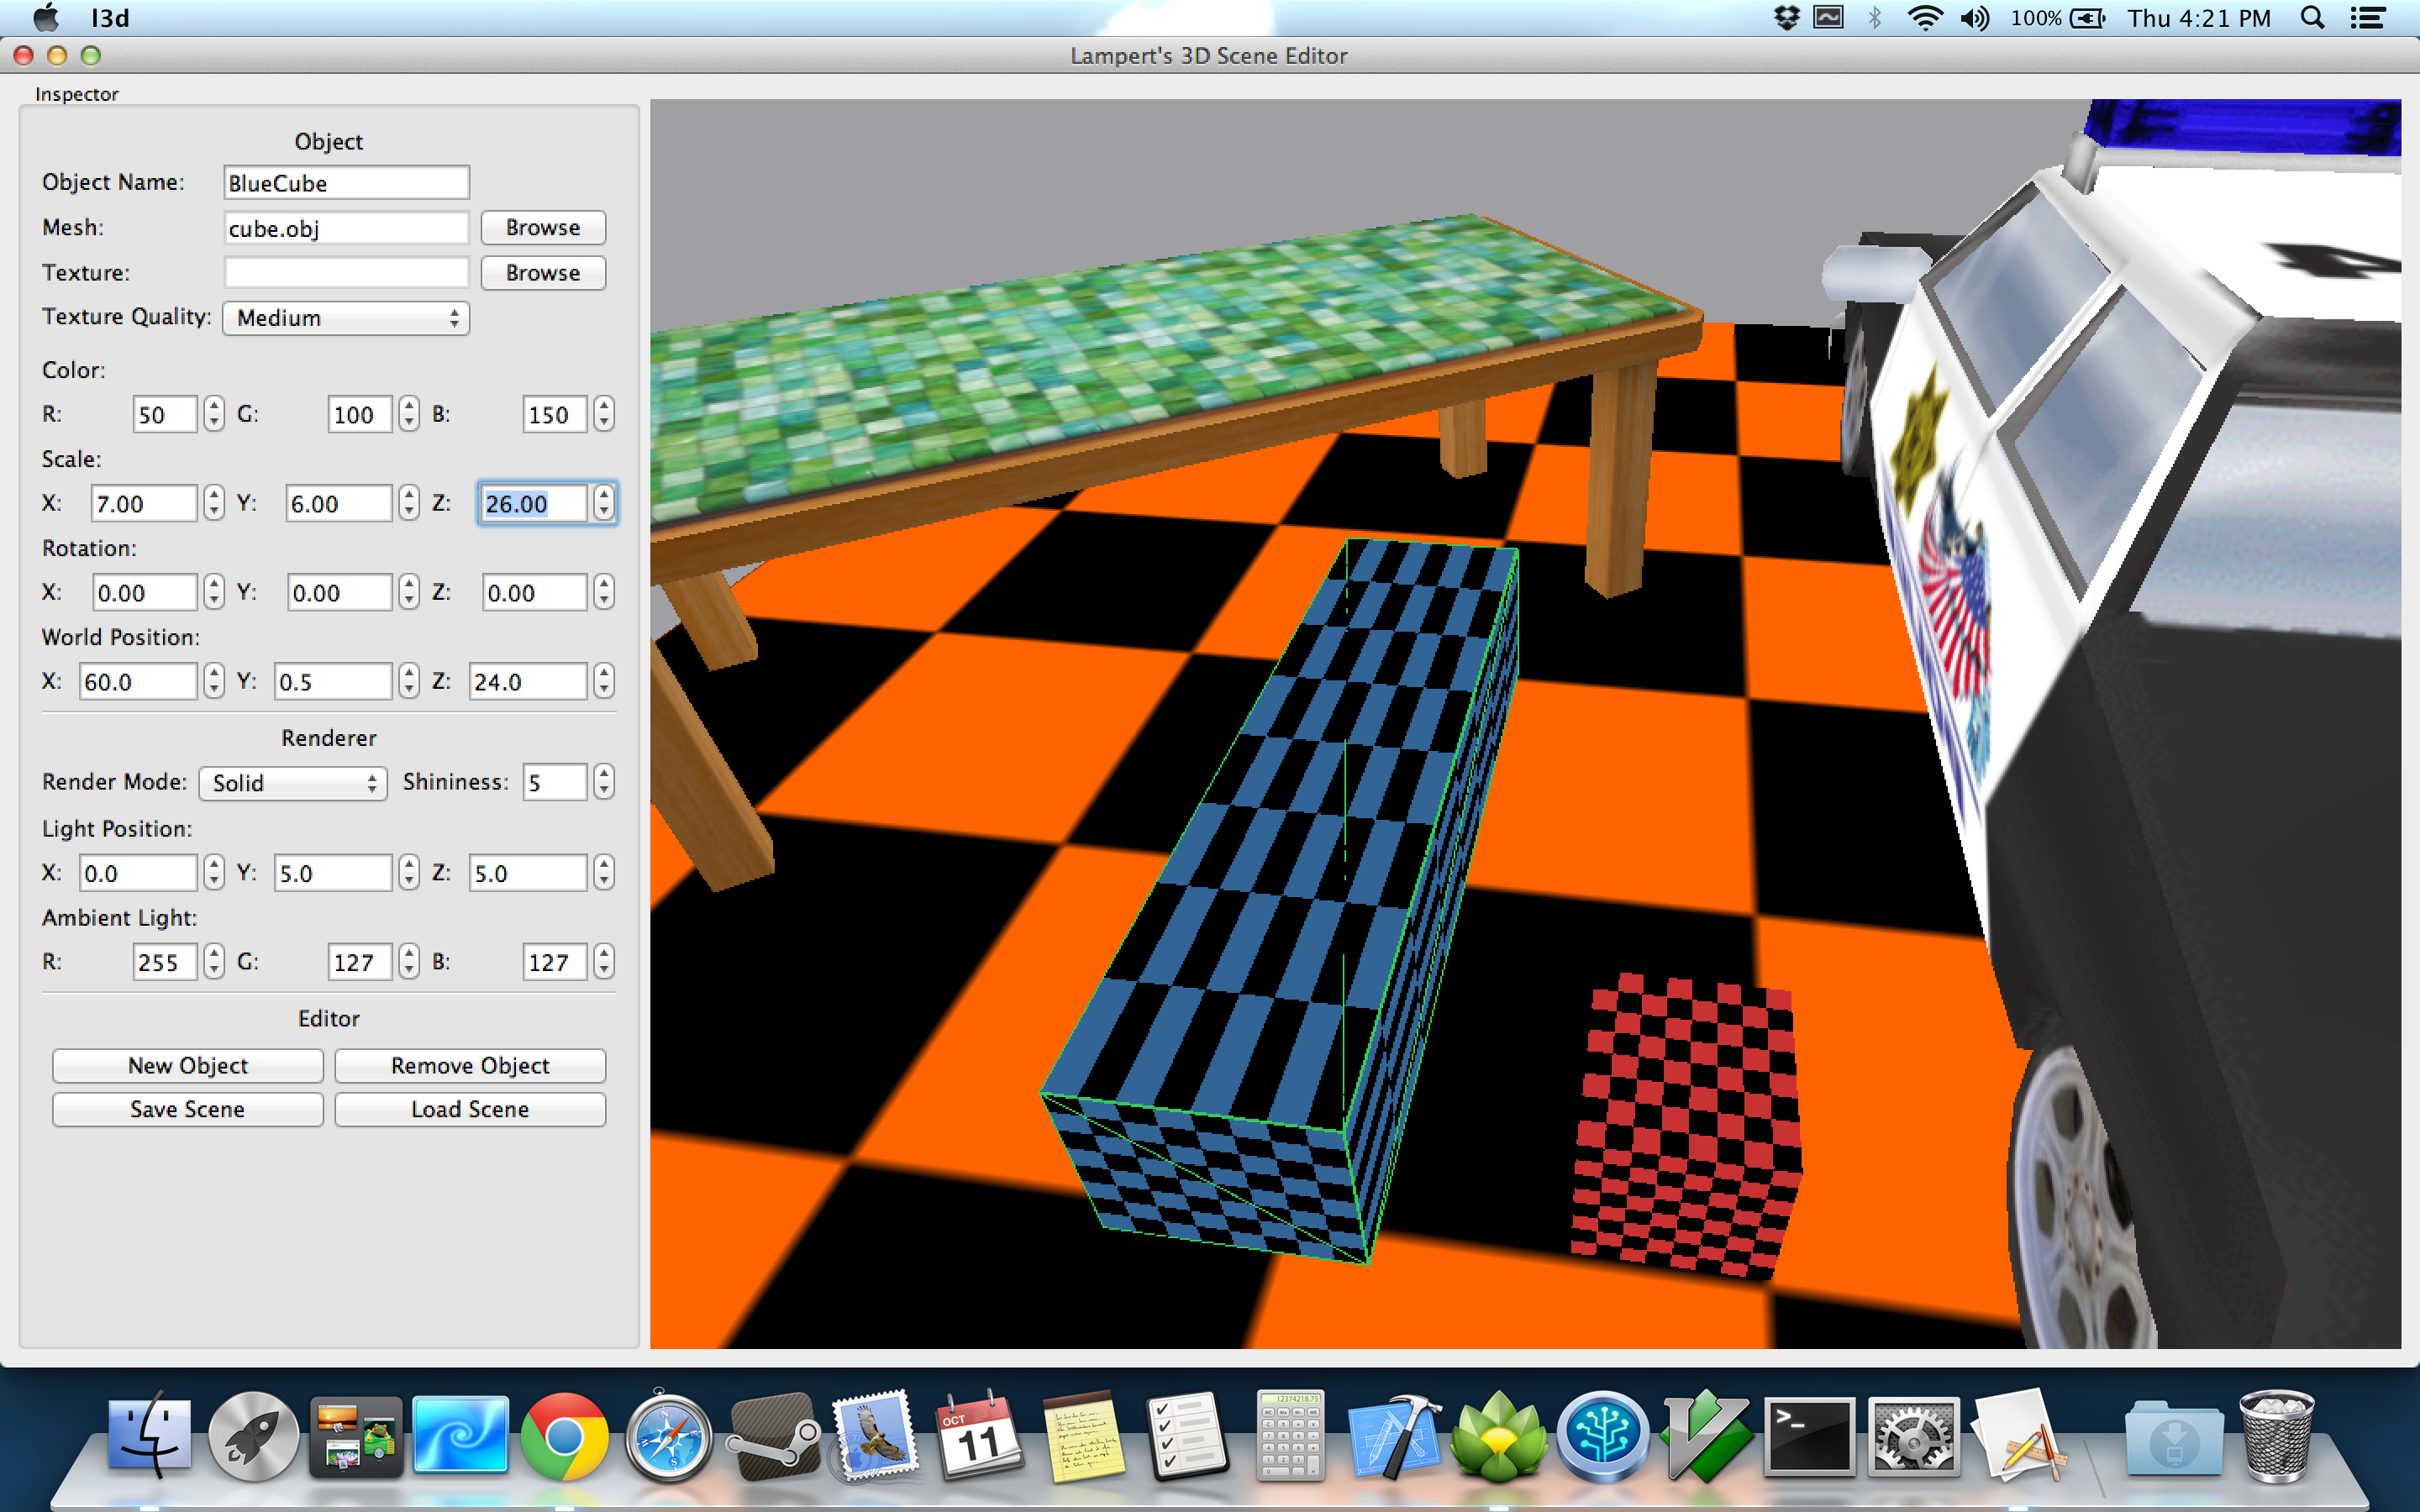 l3d
100%
Thu 4:21 PM
Lampert's 3D Scene Editor
Inspector
Object
Object Name: BlueCube
Mesh: cube.obj Browse
Texture: Browse
Texture Quality: Medium
Color:
R: 50 G: 100 B: 150
Scale:
X: 7.00 Y: 6.00 Z: 26.00
Rotation:
X: 0.00 Y: 0.00 Z: 0.00
World Position:
X: 60.0 Y: 0.5 Z: 24.0
Renderer
Render Mode: Solid Shininess: 5
Light Position:
X: 0.0 Y: 5.0 Z: 5.0
Ambient Light:
R: 255 G: 127 B: 127
Editor
New Object Remove Object
Save Scene Load Scene
OCT
11
12374218.75
>_